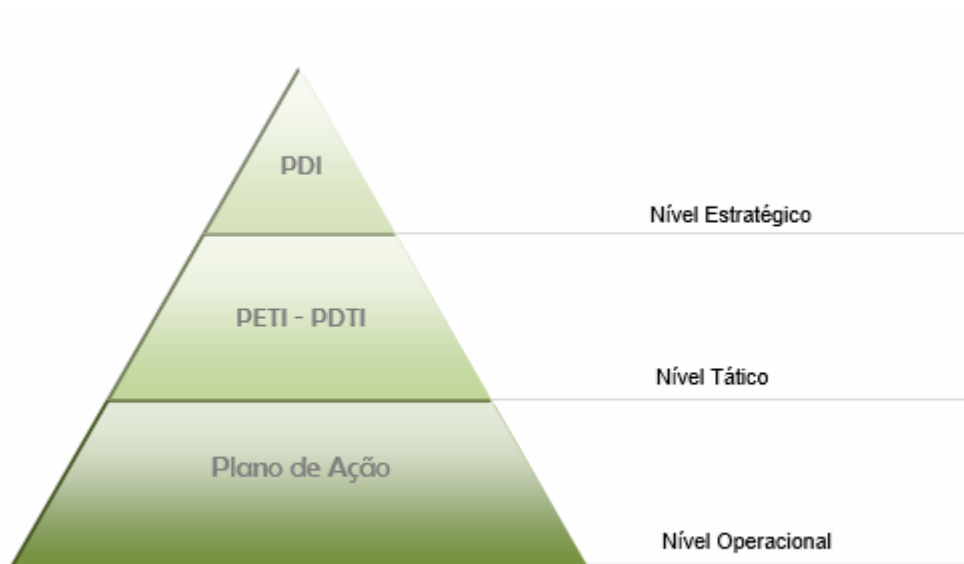 PDI
Nível Estratégico
PETI - PDTI
Nível Tático
Plano de Ação
Nível Operacional